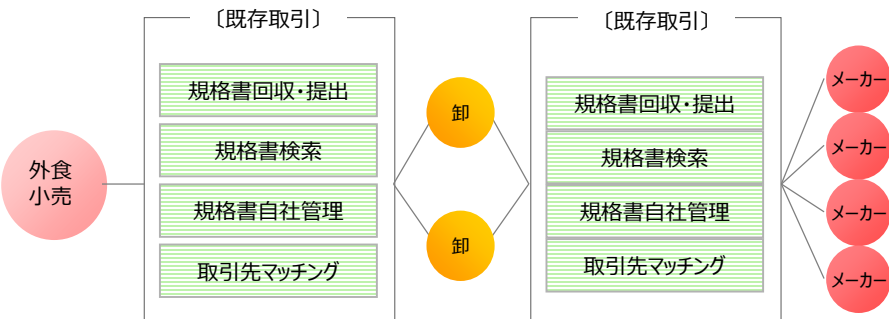 外食
小売
〔既存取引〕
規格書回収・提出
規格書検索
規格書自社管理
取引先マッチング
卸
卸
〔既存取引〕
規格書回収・提出
規格書検索
規格書自社管理
取引先マッチング
メーカー
メーカー
メーカー
メーカー